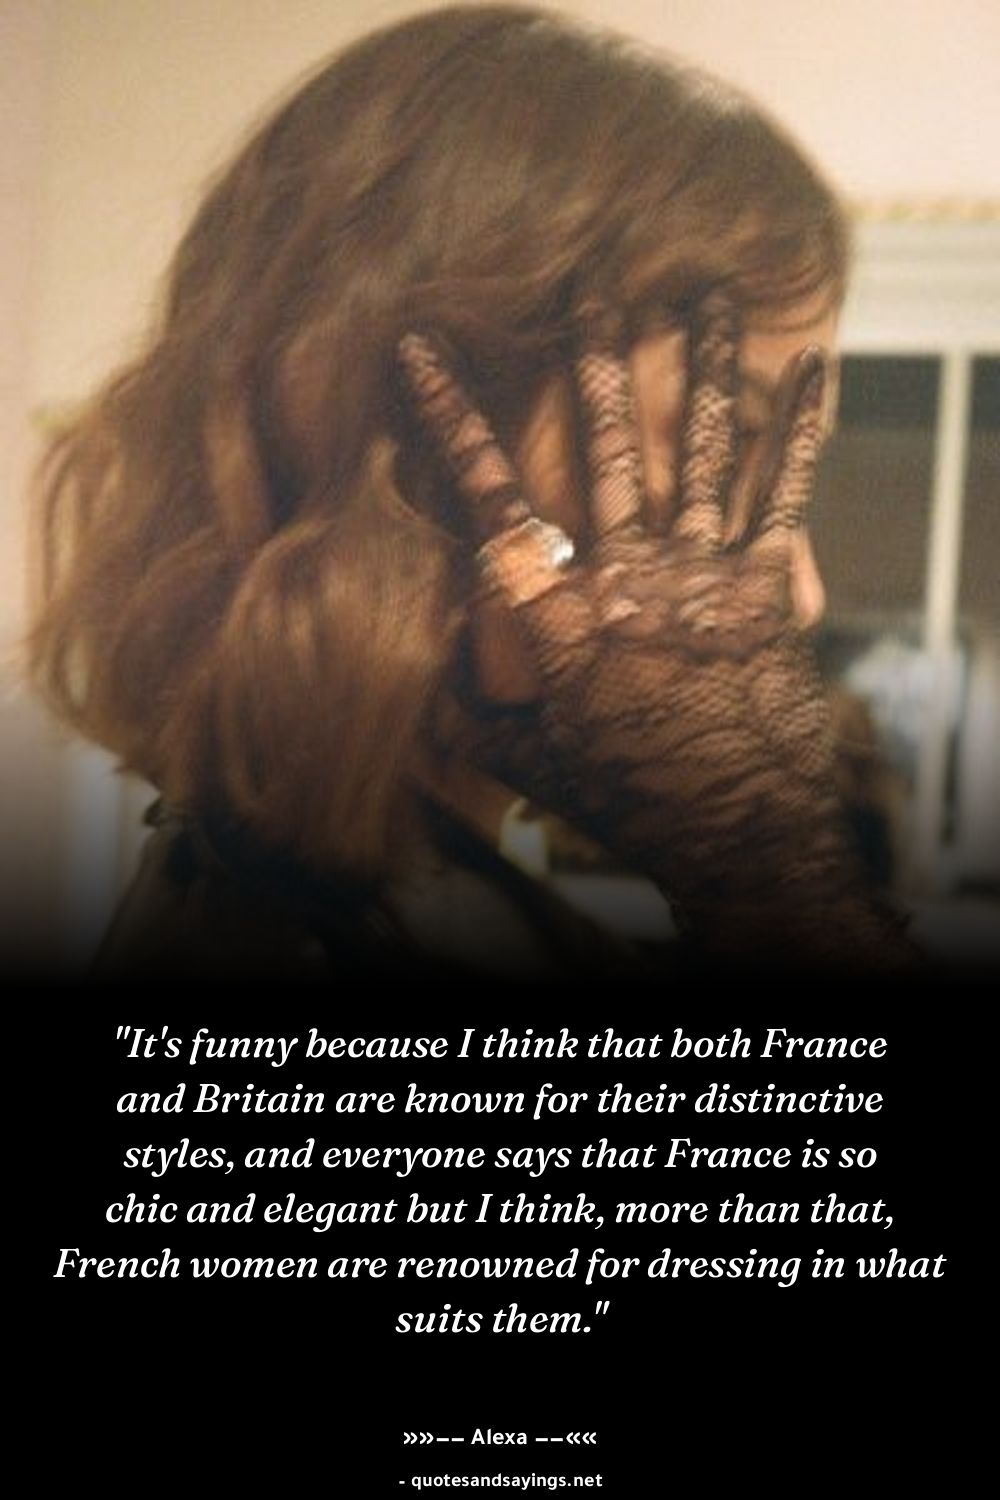 "It's funny because I think that both France
and Britain are known for their distinctive
styles, and everyone says that France is so
chic and elegant but I think, more than that,
French women are renowned for dressing in what
suits them."
»»–– Alexa ––««
- quotesandsayings.net